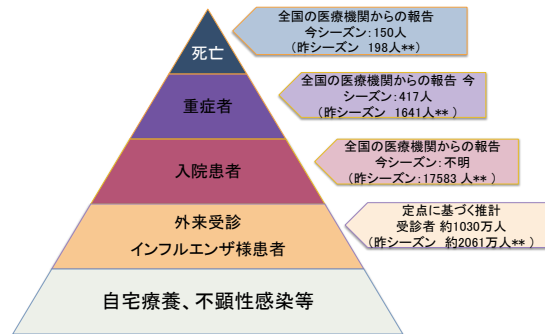 全国の医療機関からの報告
今シーズン:150人
(昨シーズン 198人**)
死亡
全国の医療機関からの報告 今
シーズン:417人
(昨シーズン 1641人** )
重症者
全国の医療機関からの報告
今シーズン:不明
(昨シーズン:17583 人** )
入院患者
定点に基づく推計
受診者 約1030万人
(昨シーズン 約2061万人** )
外来受診
インフルエンザ様患者
自宅療養、不顕性感染等